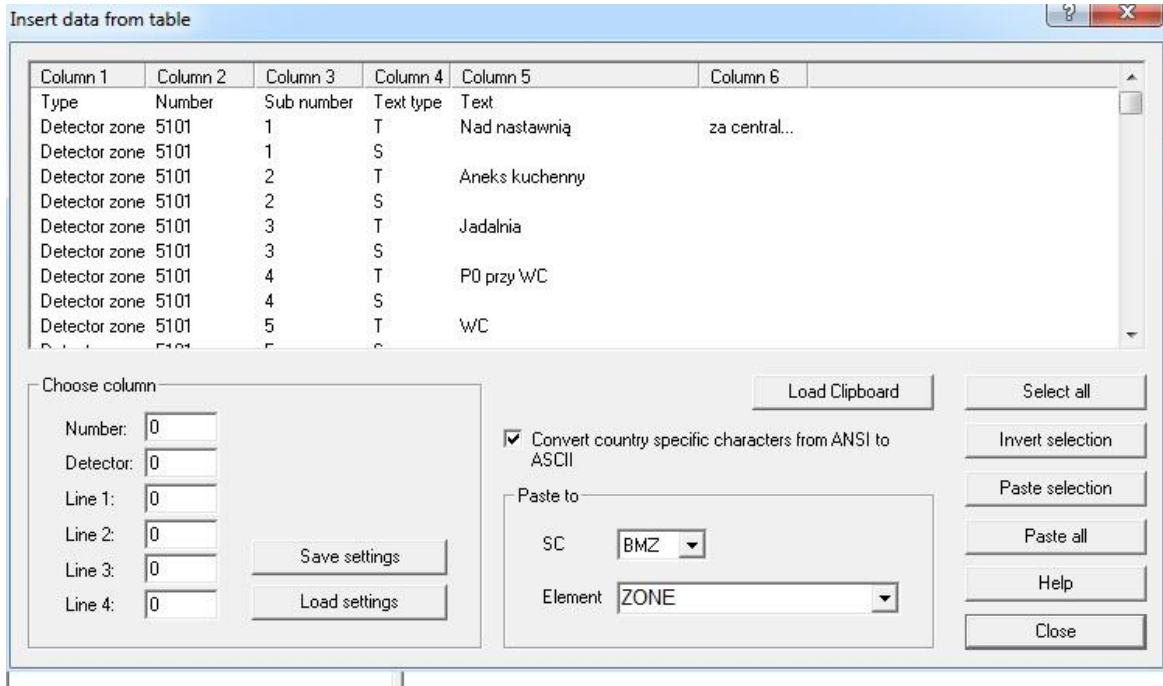 Insert data from table
Column 1 Column 2 Column 3 Column 4 Column 5 Column 6
Type Number Sub number Text type Text
Detector zone 5101 1 T Nad nastawnią za central...
Detector zone 5101 1 S
Detector zone 5101 2 T Aneks kuchenny
Detector zone 5101 2 S
Detector zone 5101 3 T Jadalnia
Detector zone 5101 3 S
Detector zone 5101 4 T P0 przy WC
Detector zone 5101 4 S
Detector zone 5101 5 T WC
Choose column
Number: 0
Detector: 0
Line 1: 0
Line 2: 0
Line 3: 0
Line 4: 0
Save settings
Load settings
Load Clipboard
Convert country specific characters from ANSI to
ASCII
Paste to
SC BMZ
Element ZONE
Select all
Invert selection
Paste selection
Paste all
Help
Close